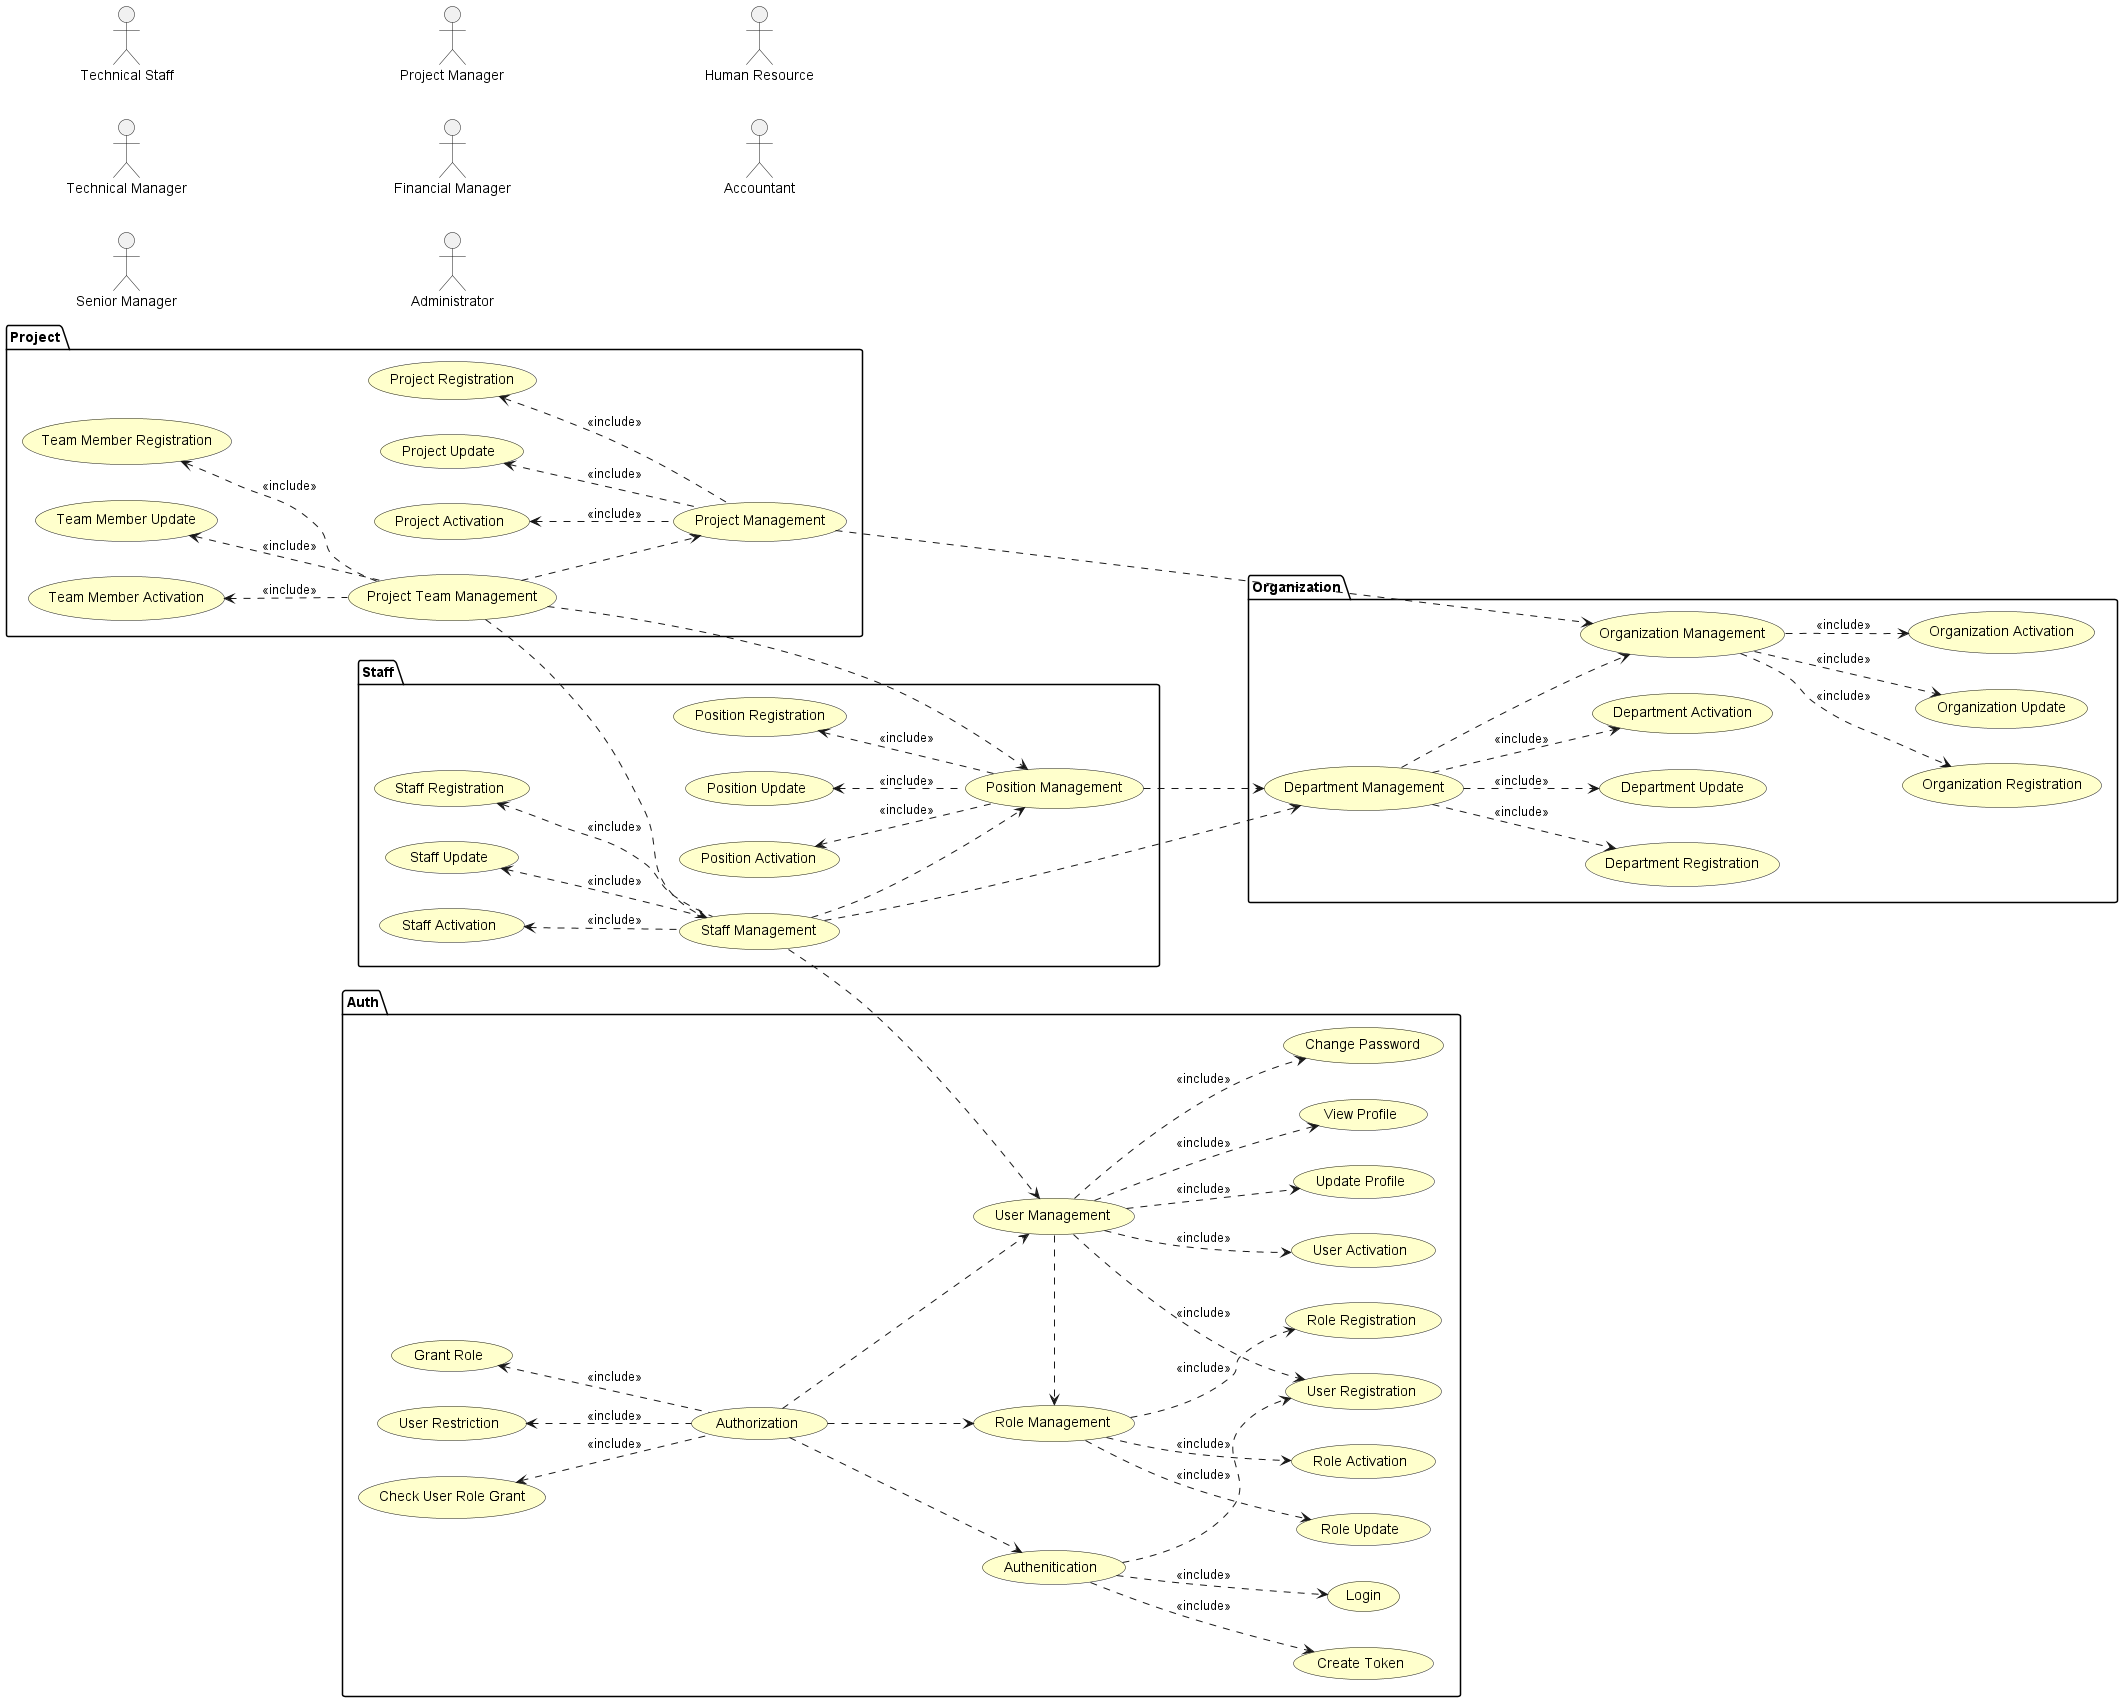 Technical Staff
Project Manager
Human Resource
Technical Manager
Financial Manager
Accountant
Senior Manager
Administrator
Project
Project Registration
«include»
Team Member Registration
Project Update
«include»
«include»
Team Member Update
Project Activation
«include»
Project Management
«include»
Team Member Activation
«include»
Project Team Management
Organization
Organization Management
«include»
Organization Activation
«include»
Organization Update
«include»
Department Activation
«include»
Department Management
«include»
Department Update
Organization Registration
«include»
Department Registration
Staff
Position Registration
«include»
Staff Registration
Position Update
«include»
Position Management
«include»
«include»
Staff Update
Position Activation
«include»
Staff Activation
«include»
Staff Management
Auth
Change Password
«include»
View Profile
«include»
Update Profile
«include»
User Management
«include»
User Activation
«include»
Role Registration
Grant Role
«include»
«include»
User Registration
User Restriction
«include»
Authorization
Role Management
«include»
«include»
Role Activation
«include»
Check User Role Grant
Role Update
Authenitication
«include»
Login
«include»
Create Token